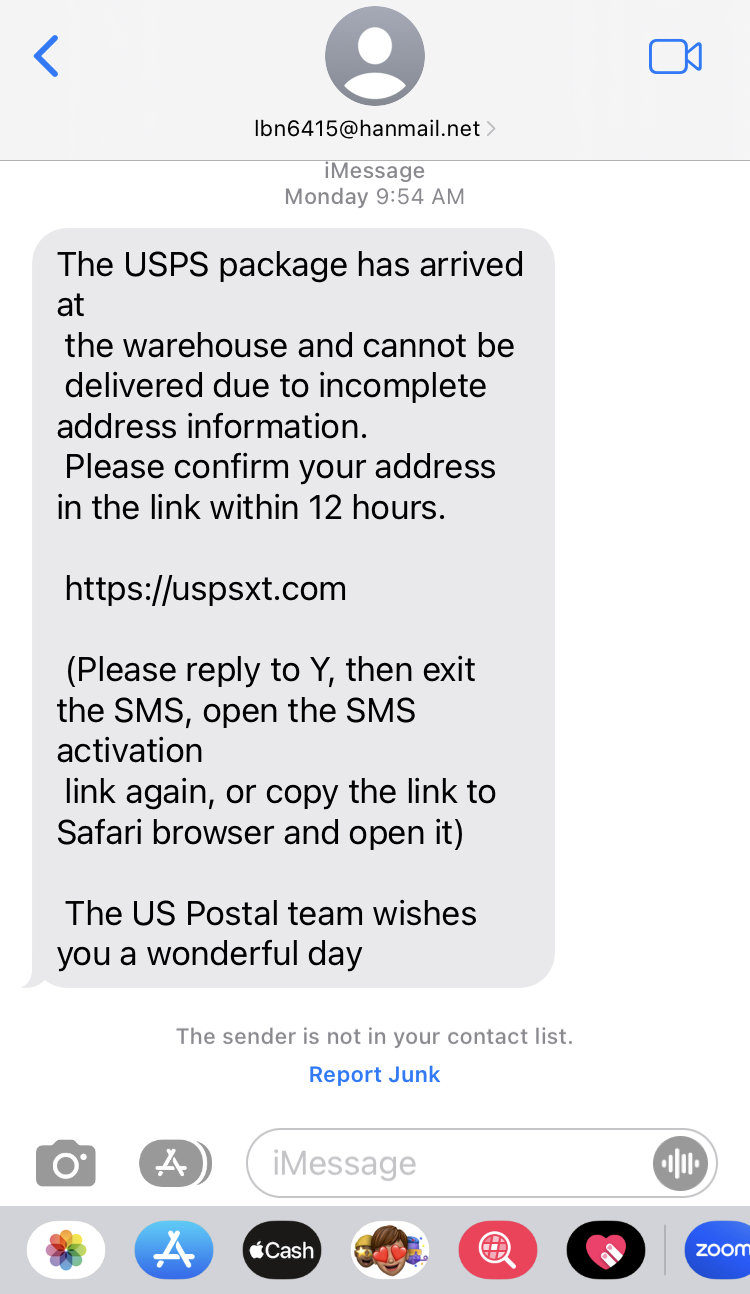 lbn6415@hanmail.net
iMessage
Monday 9:54 AM
The USPS package has arrived
at
the warehouse and cannot be
delivered due to incomplete
address information.
Please confirm your address
in the link within 12 hours.
https://uspsxt.com
(Please reply to Y, then exit
the SMS, open the SMS
activation
link again, or copy the link to
Safari browser and open it)
The US Postal team wishes
you a wonderful day
The sender is not in your contact list.
Report Junk
iMessage
Cash
zoom